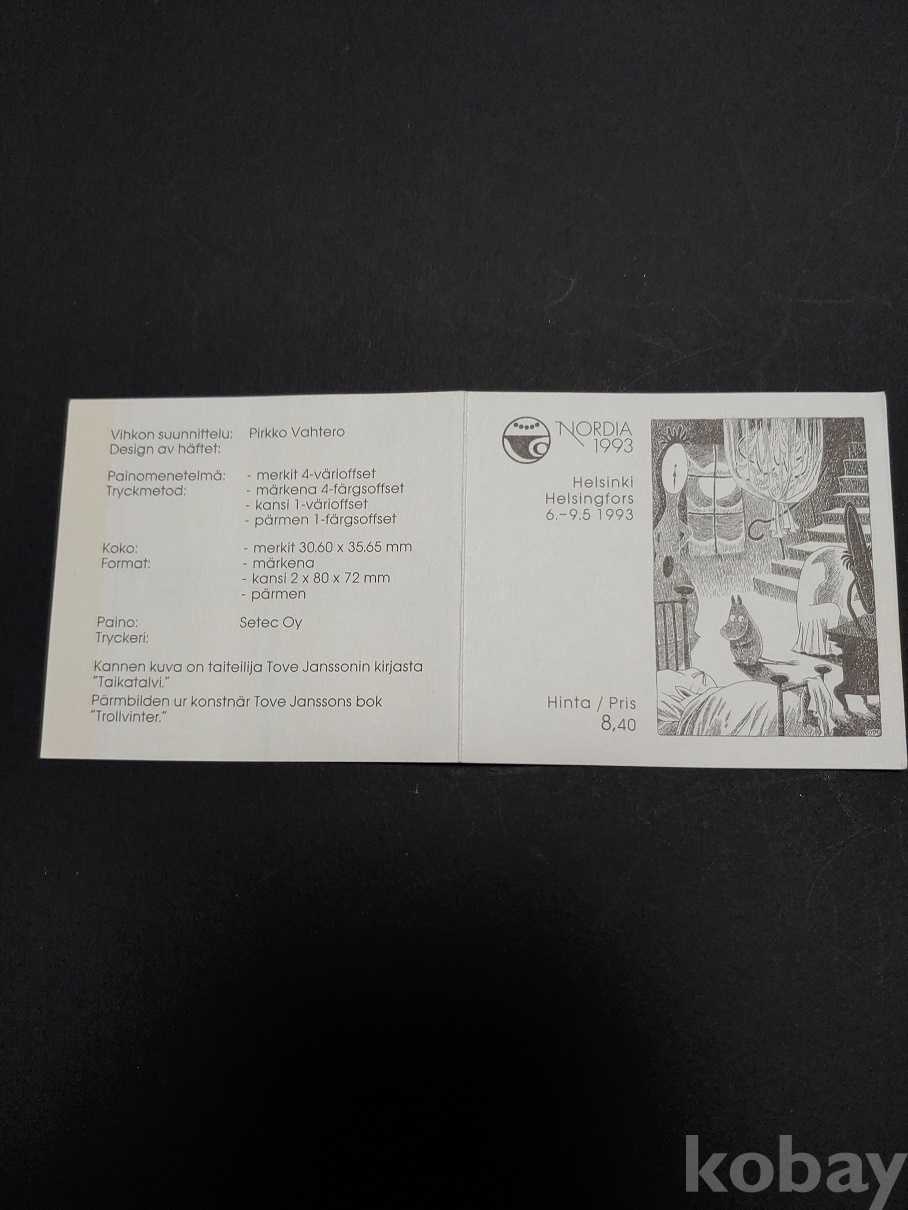 Vihkon suunnittelu: Pirkko Vahtero
Design av häftet:
Painomenetelmä: - merkit 4-värioffset
Tryckmetod: - märkena 4-färgsoffset
- kansi 1-värioffset
- pärmen 1-färgsoffset
Koko: - merkit 30.60 x 35.65 mm
Format: - märkena
- kansi 2 x 80 x 72 mm
- pärmen
Paino: Setec Oy
Tryckeri:
Kannen kuva on taiteilija Tove Janssonin kirjasta
"Taikatalvi."
Pärmbilden ur konstnär Tove Janssons bok
"Trollvinter."
NORDIA
1993
Helsinki
Helsingfors
6.–9.5 1993
Hinta / Pris
8,40
kobay